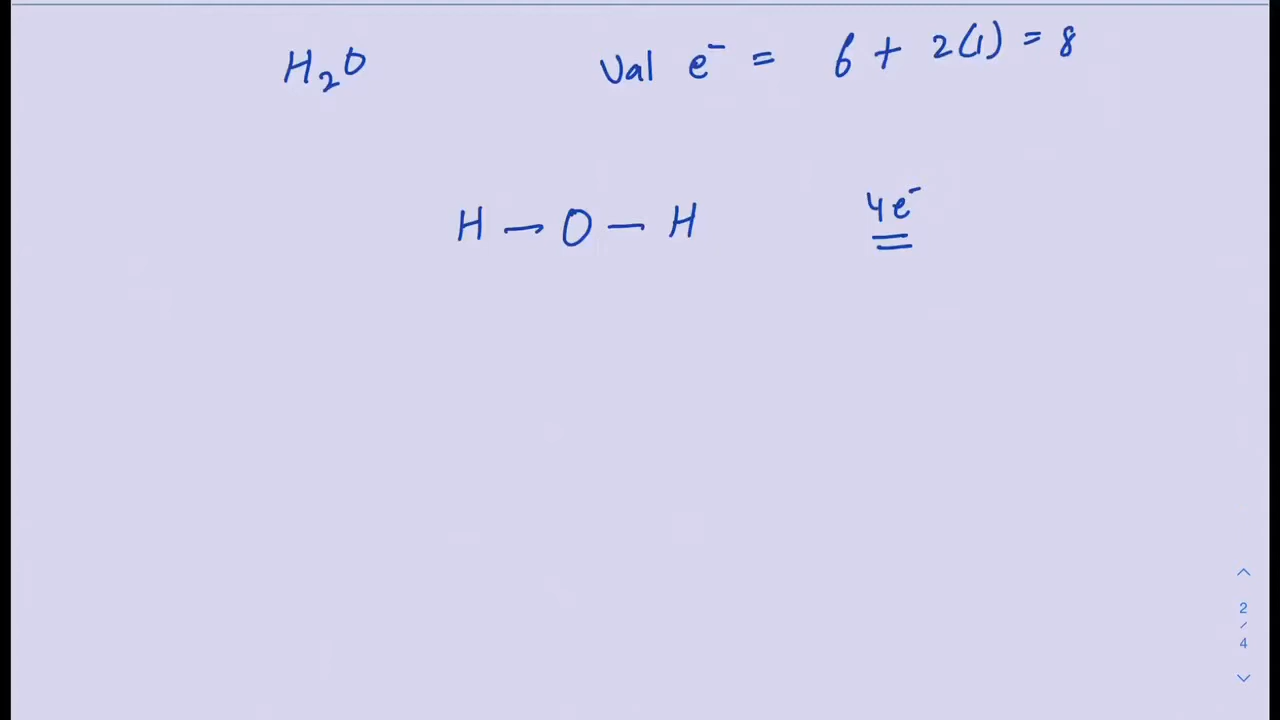 H₂O Val e⁻ = 6 + 2(1) = 8
H – O – H 4e⁻
2
/
4